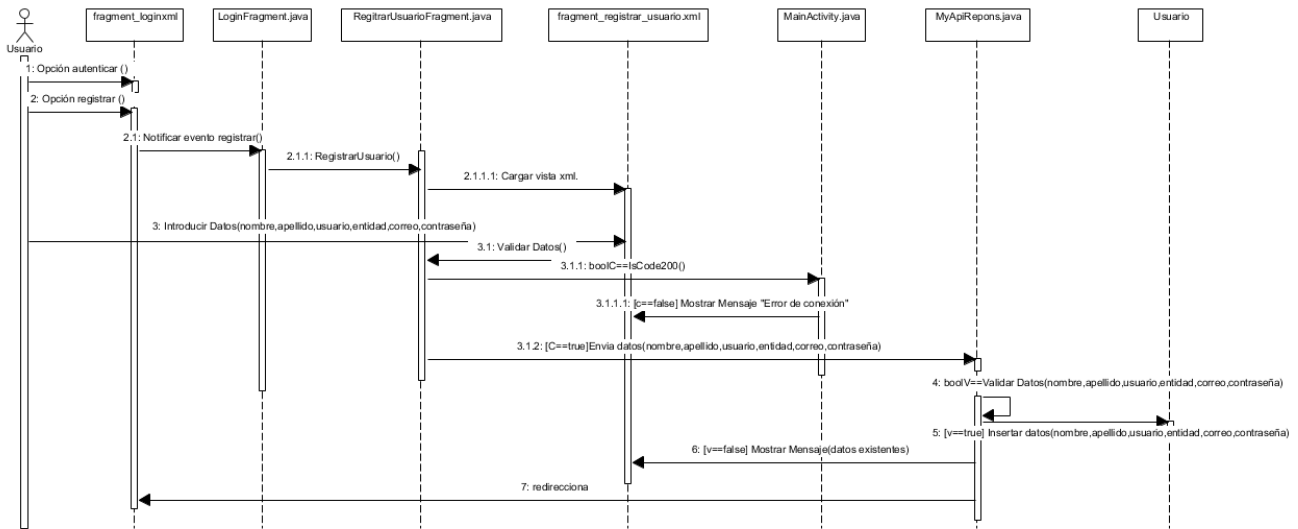 fragment_loginxml
LoginFragment.java
RegitrarUsuarioFragment.java
fragment_registrar_usuario.xml
MainActivity.java
MyApiRepons.java
Usuario
Usuario
1: Opción autenticar ()
2: Opción registrar ()
2.1: Notificar evento registrar()
2.1.1: RegistrarUsuario()
2.1.1.1: Cargar vista xml.
3: Introducir Datos(nombre,apellido,usuario,entidad,correo,contraseña)
3.1: Validar Datos()
3.1.1: boolC==IsCode200()
3.1.1.1: [c==false] Mostrar Mensaje "Error de conexión"
3.1.2: [C==true]Envia datos(nombre,apellido,usuario,entidad,correo,contraseña)
4: boolV==Validar Datos(nombre,apellido,usuario,entidad,correo,contraseña)
5: [v==true] Insertar datos(nombre,apellido,usuario,entidad,correo,contraseña)
6: [v==false] Mostrar Mensaje(datos existentes)
7: redirecciona